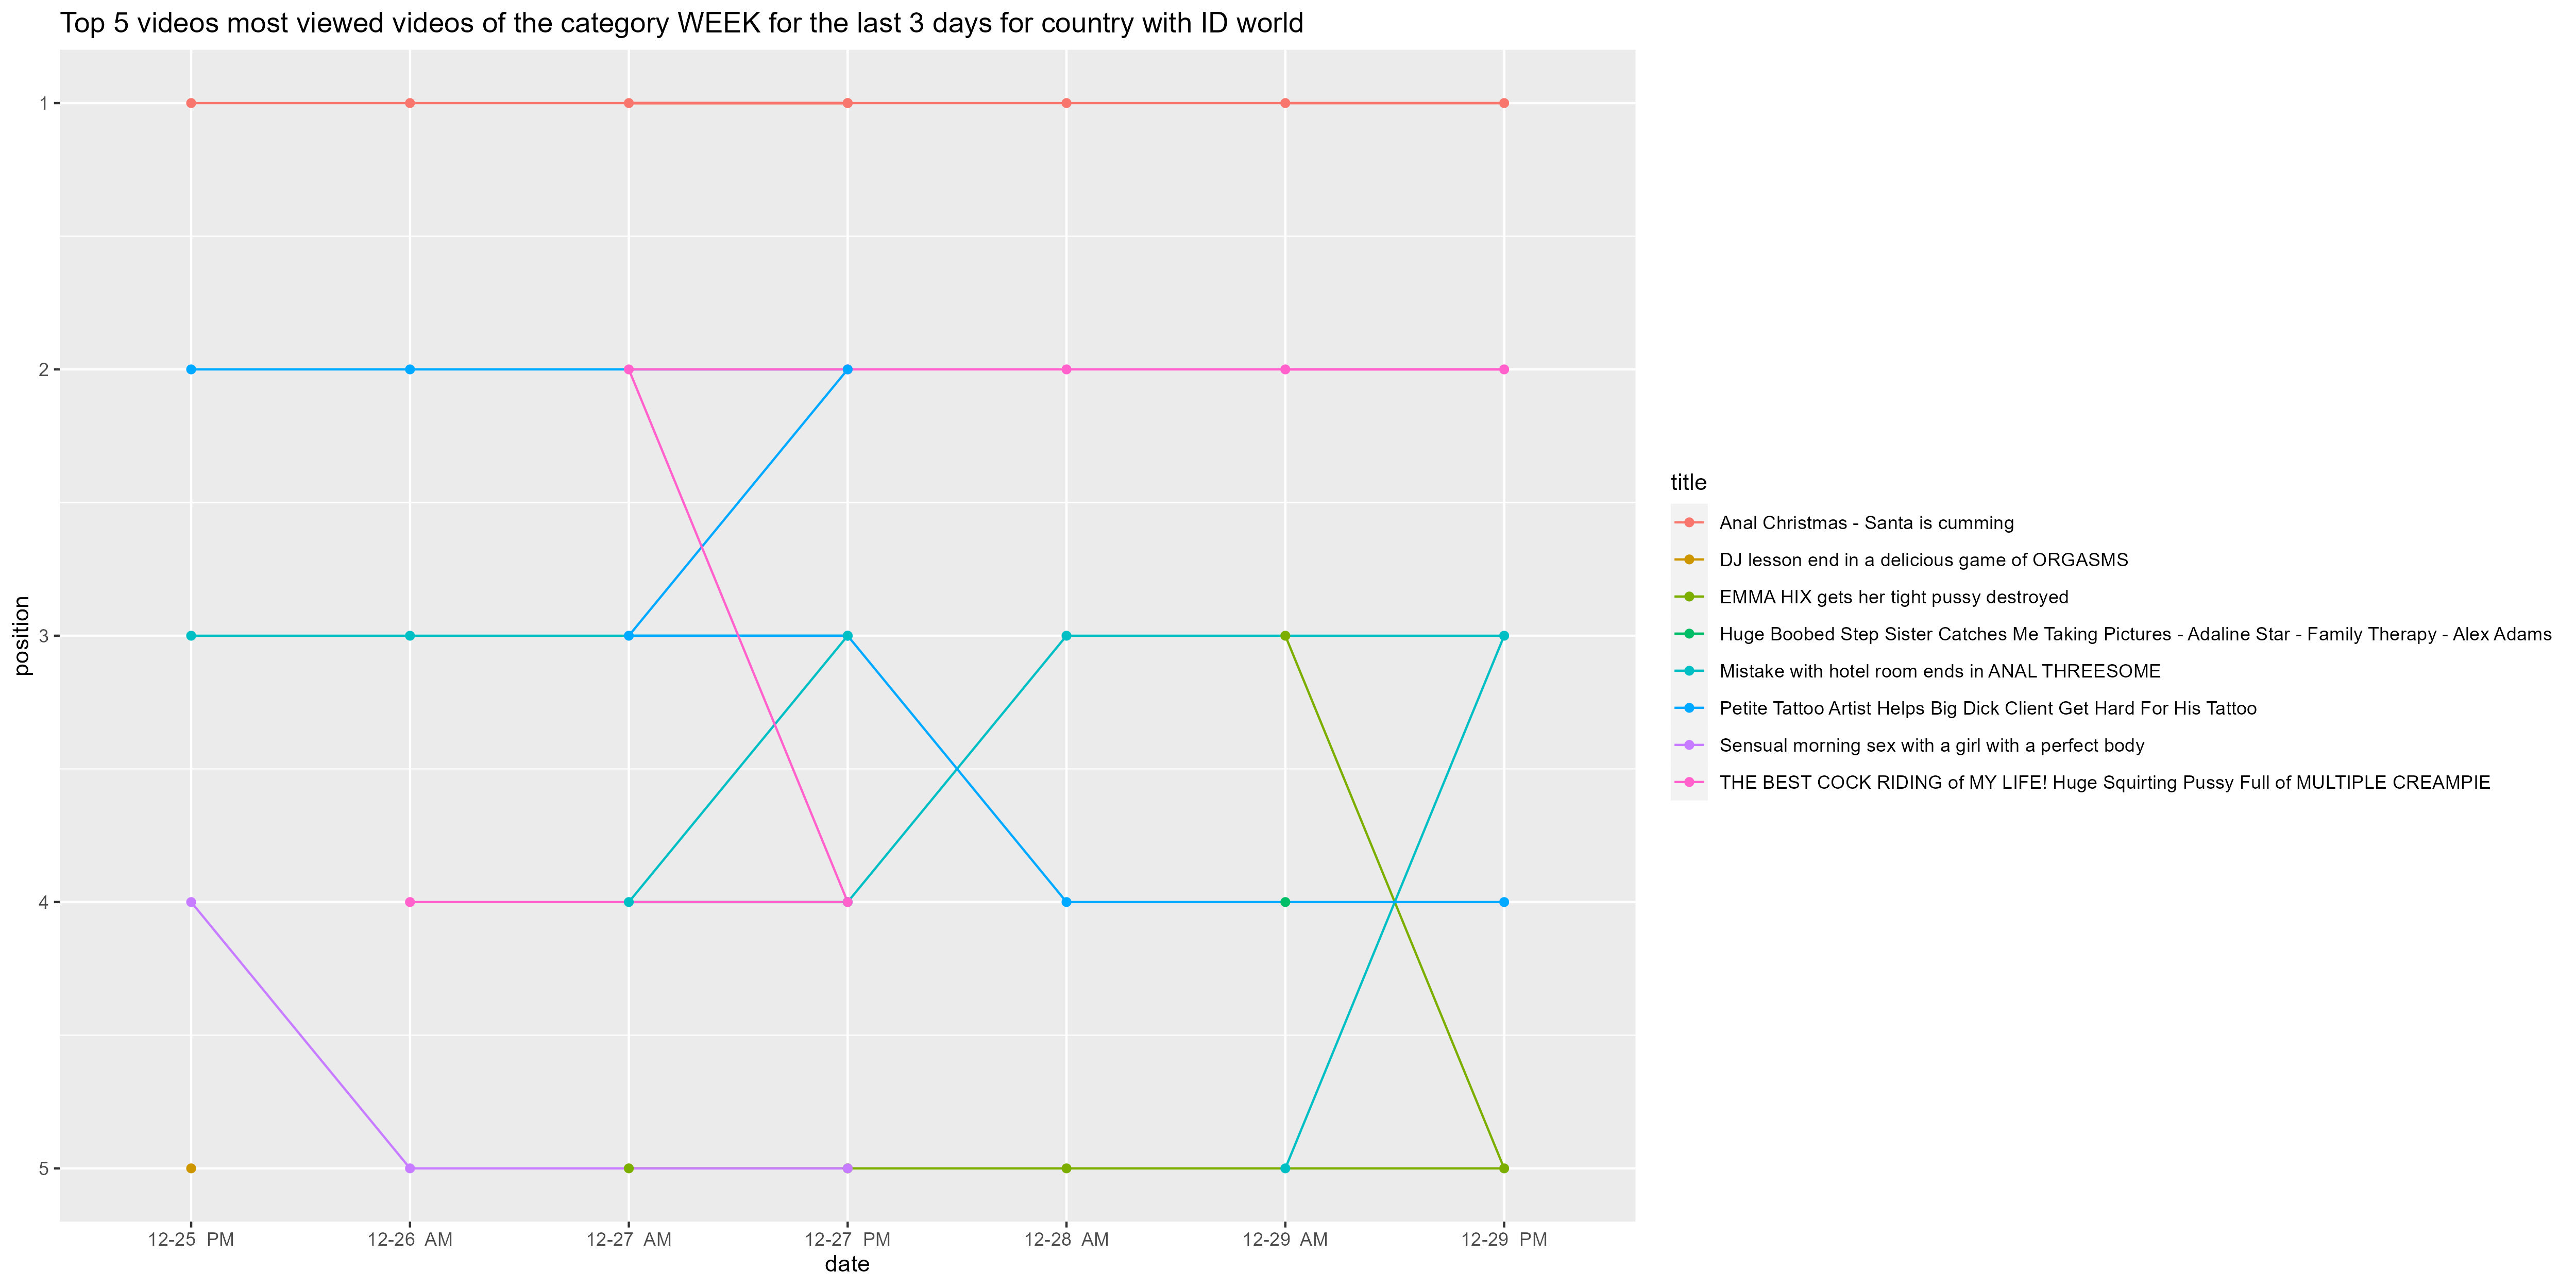 Top 5 videos most viewed videos of the category WEEK for the last 3 days for country with ID world
1
2
3
4
5
position
12-25 PM
12-26 AM
12-27 AM
12-27 PM
12-28 AM
12-29 AM
12-29 PM
date
title
Anal Christmas - Santa is cumming
DJ lesson end in a delicious game of ORGASMS
EMMA HIX gets her tight pussy destroyed
Huge Boobed Step Sister Catches Me Taking Pictures - Adaline Star - Family Therapy - Alex Adams
Mistake with hotel room ends in ANAL THREESOME
Petite Tattoo Artist Helps Big Dick Client Get Hard For His Tattoo
Sensual morning sex with a girl with a perfect body
THE BEST COCK RIDING of MY LIFE! Huge Squirting Pussy Full of MULTIPLE CREAMPIE